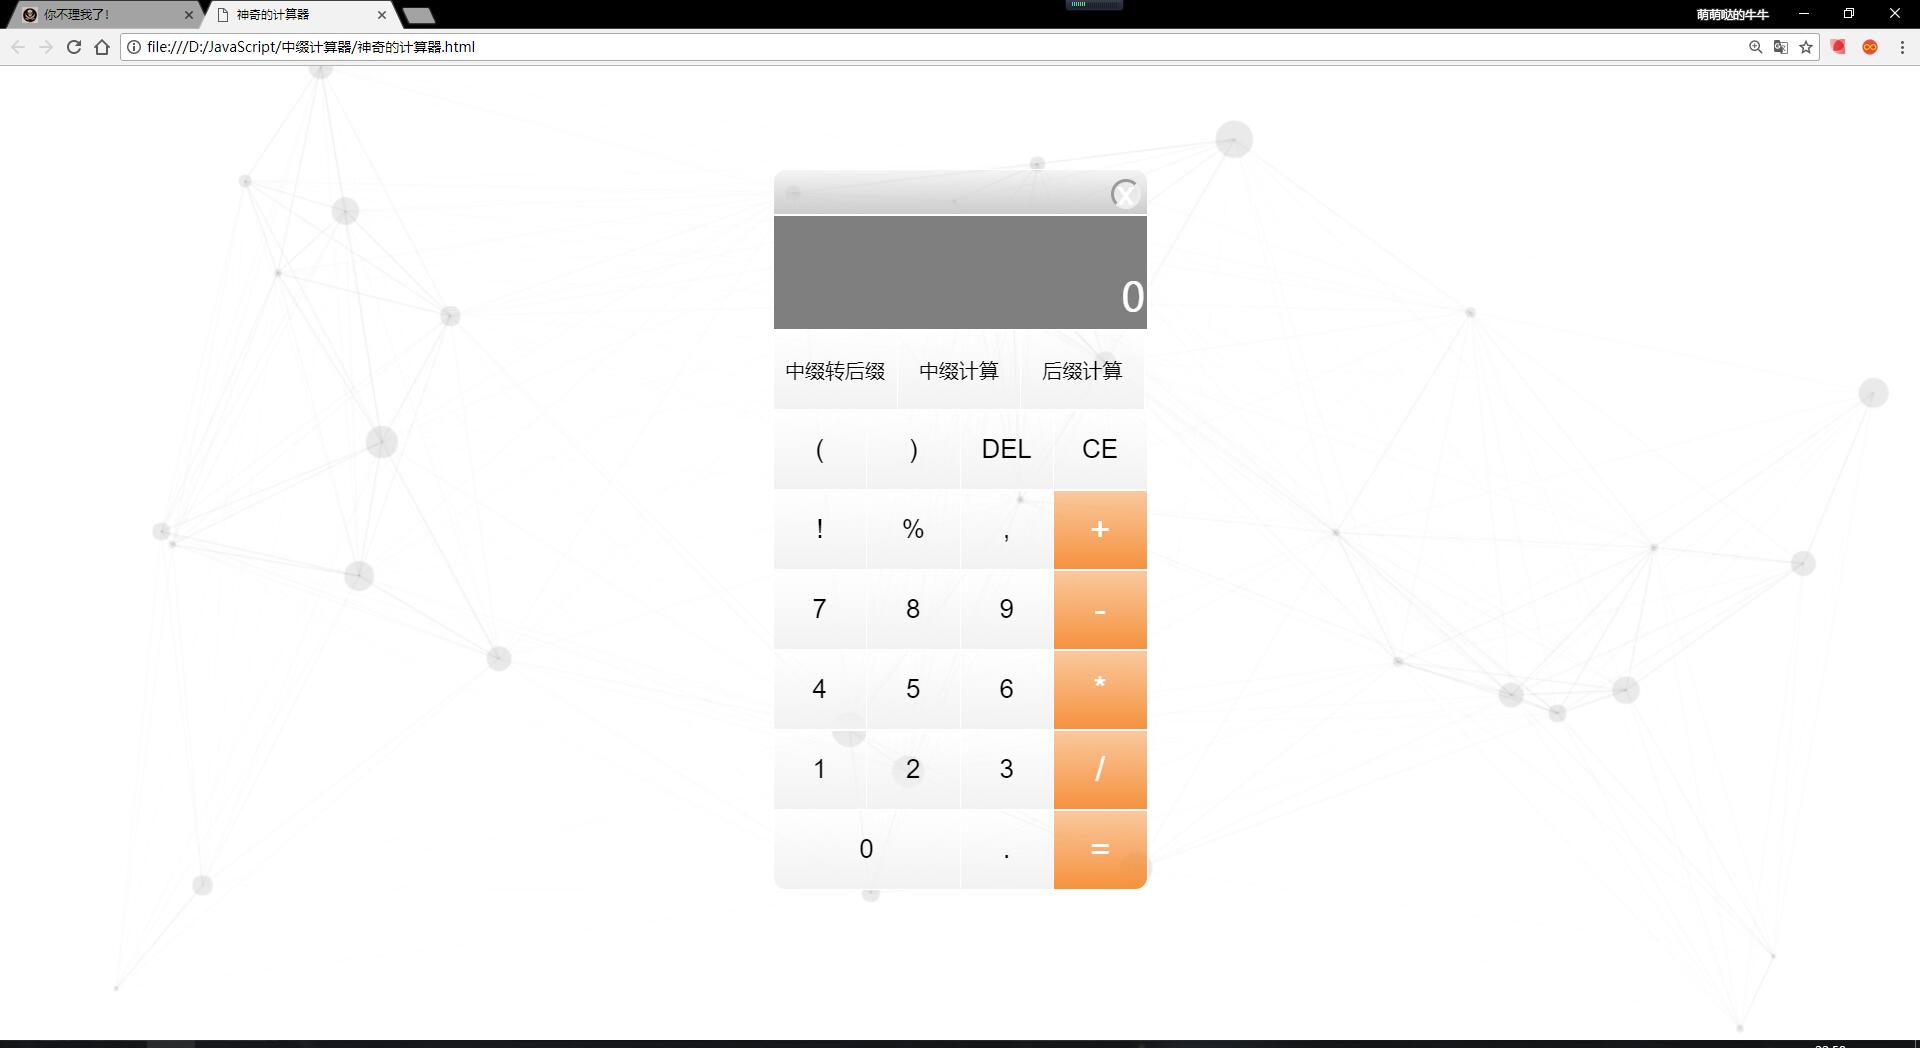 你不理我了!
神奇的计算器
萌萌哒的牛牛
file:///D:/JavaScript/中缀计算器/神奇的计算器.html
X
0
中缀转后缀 中缀计算 后缀计算
( ) DEL CE
! % , +
7 8 9 -
4 5 6 *
1 2 3 /
0 . =